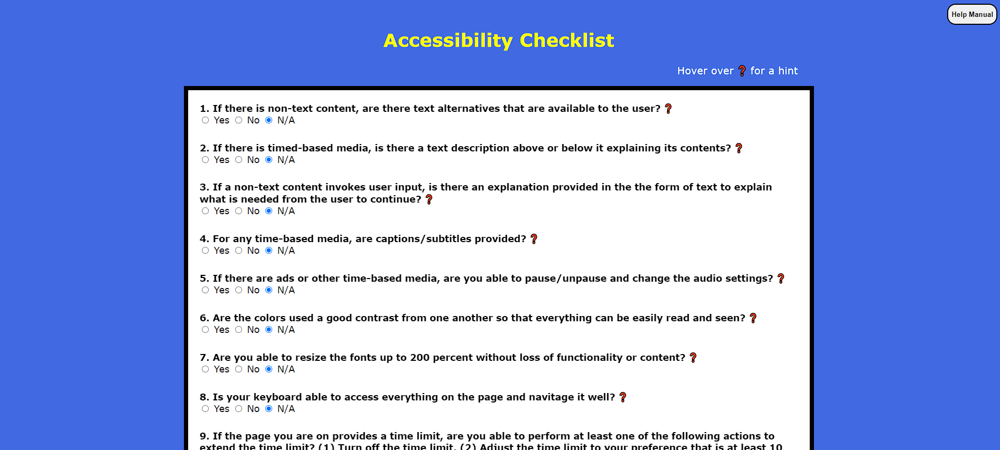 Help Manual
Accessibility Checklist
Hover over ? for a hint
1. If there is non-text content, are there text alternatives that are available to the user? ?
Yes No N/A
2. If there is timed-based media, is there a text description above or below it explaining its contents? ?
Yes No N/A
3. If a non-text content invokes user input, is there an explanation provided in the the form of text to explain
what is needed from the user to continue? ?
Yes No N/A
4. For any time-based media, are captions/subtitles provided? ?
Yes No N/A
5. If there are ads or other time-based media, are you able to pause/unpause and change the audio settings? ?
Yes No N/A
6. Are the colors used a good contrast from one another so that everything can be easily read and seen? ?
Yes No N/A
7. Are you able to resize the fonts up to 200 percent without loss of functionality or content? ?
Yes No N/A
8. Is your keyboard able to access everything on the page and navitage it well? ?
Yes No N/A
9. If the page you are on provides a time limit, are you able to perform at least one of the following actions to
extend the time limit? (1) Turn off the time limit. (2) Adjust the time limit to your preference that is at least 10